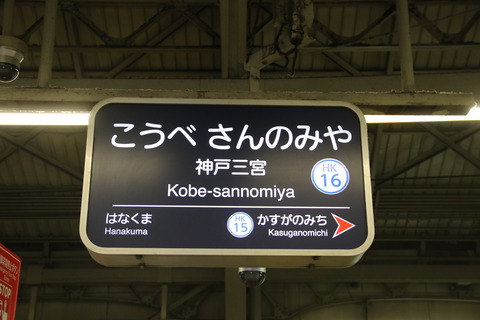 こうべ さんのみや
神戸三宮
HK
16
Kobe-sannomiya
はなくま
Hanakuma
HK
15
かすがのみち
Kasuganomichi
STOP